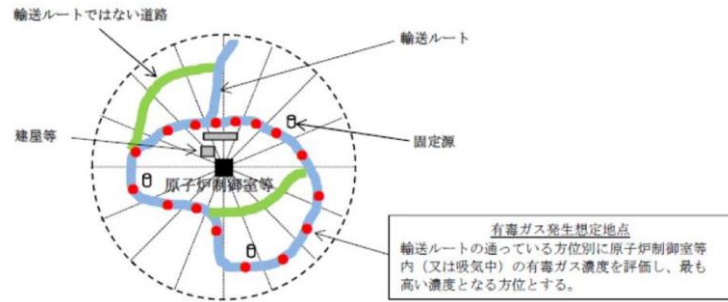 輸送ルートではない道路
輸送ルート
建屋等
固定源
原子炉制御室等
有毒ガス発生想定地点
輸送ルートの通っている方位別に原子炉制御室等
内（又は吸気中）の有毒ガス濃度を評価し、最も
高い濃度となる方位とする。